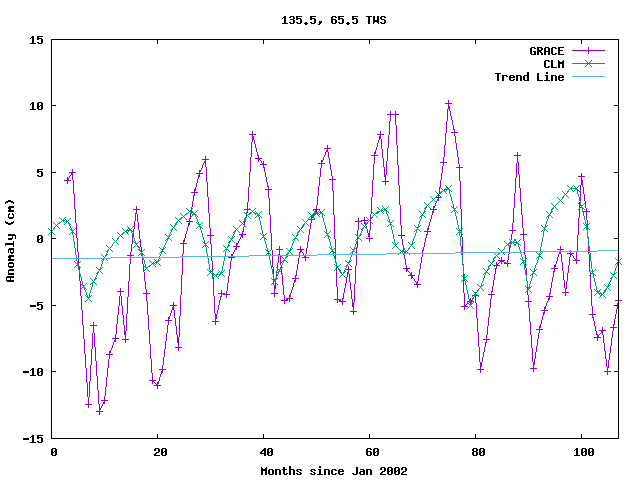 135.5, 65.5 TWS
GRACE
CLM
Trend Line
15
10
5
0
-5
-10
-15
Anomaly (cm)
0 20 40 60 80 100
Months since Jan 2002